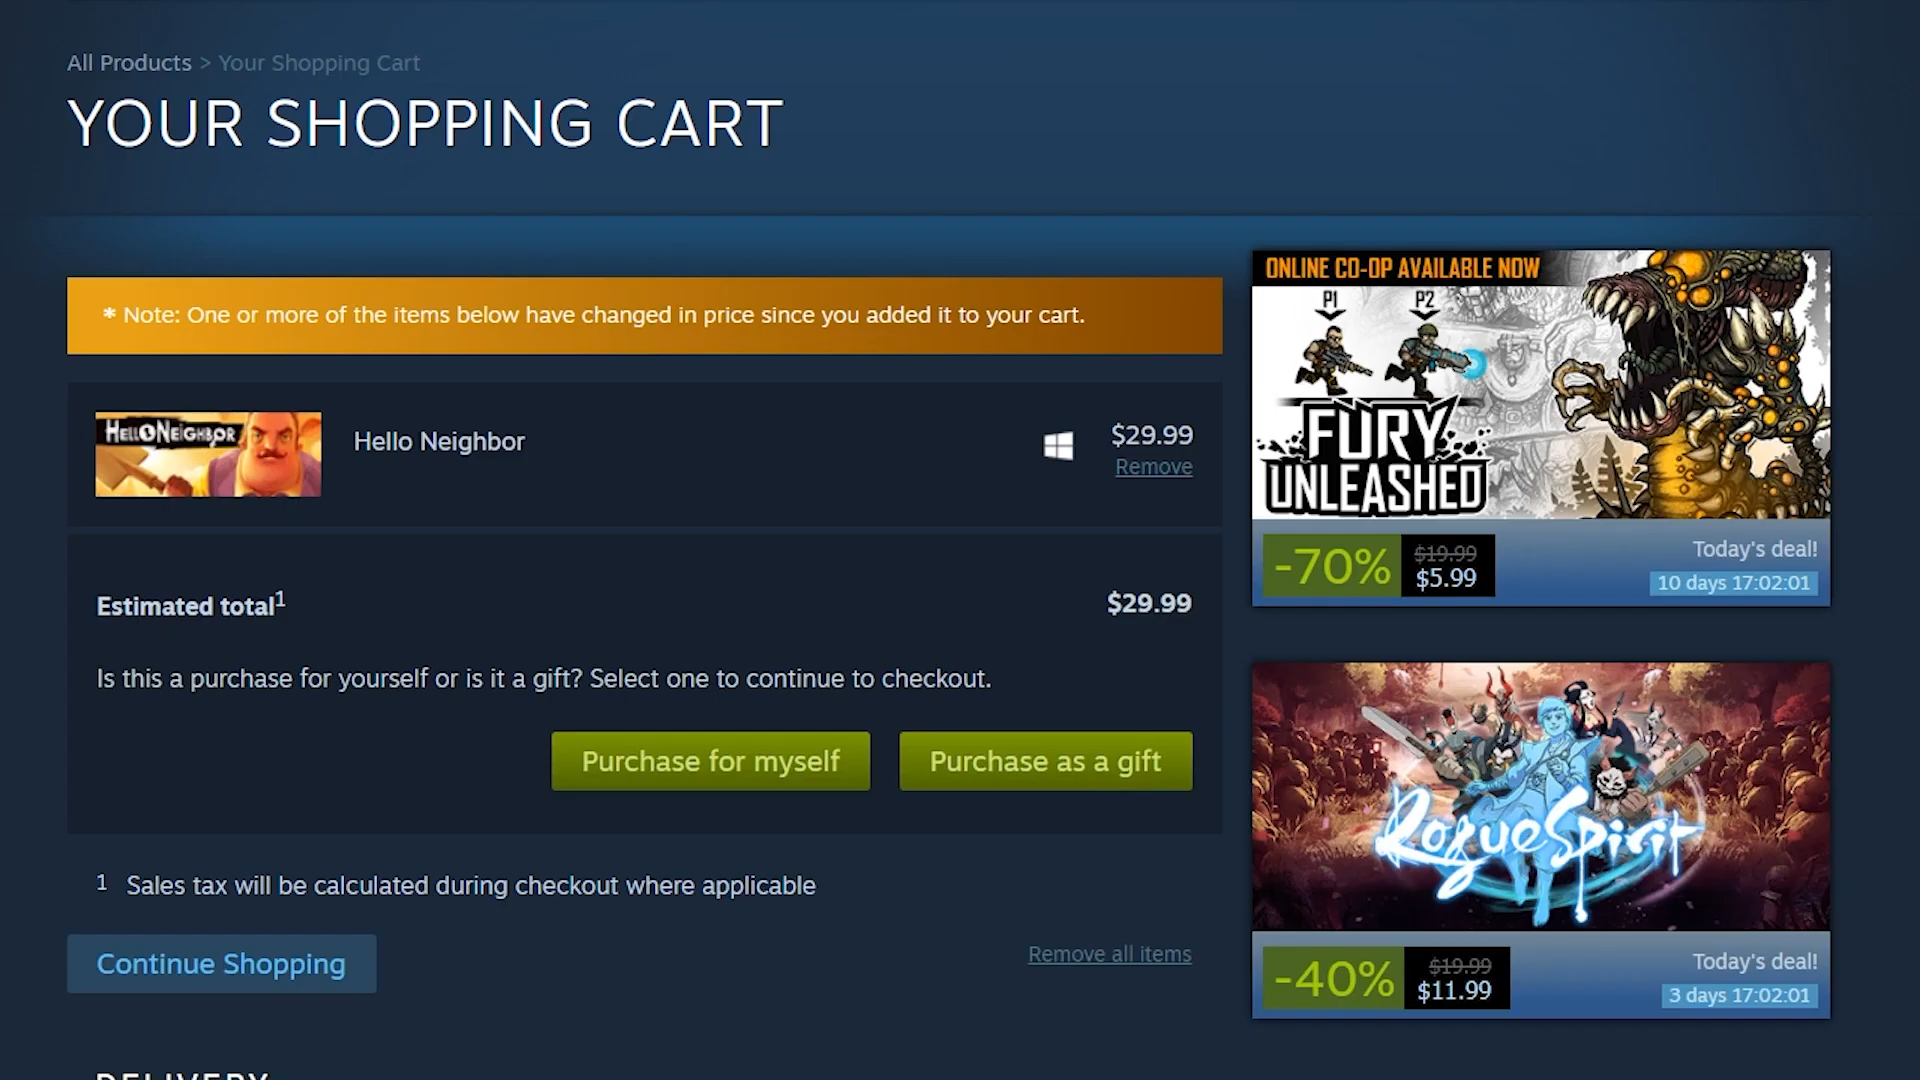 All Products > Your Shopping Cart
YOUR SHOPPING CART
* Note: One or more of the items below have changed in price since you added it to your cart.
HELLO NEIGHBOR
Hello Neighbor
$29.99
Remove
Estimated total1
$29.99
Is this a purchase for yourself or is it a gift? Select one to continue to checkout.
Purchase for myself
Purchase as a gift
1 Sales tax will be calculated during checkout where applicable
Continue Shopping
Remove all items
DELIVERY
ONLINE CO-OP AVAILABLE NOW
P1 P2
FURY
UNLEASHED
-70%
$19.99
$5.99
Today's deal!
10 days 17:02:01
RogueSpirit
-40%
$19.99
$11.99
Today's deal!
3 days 17:02:01